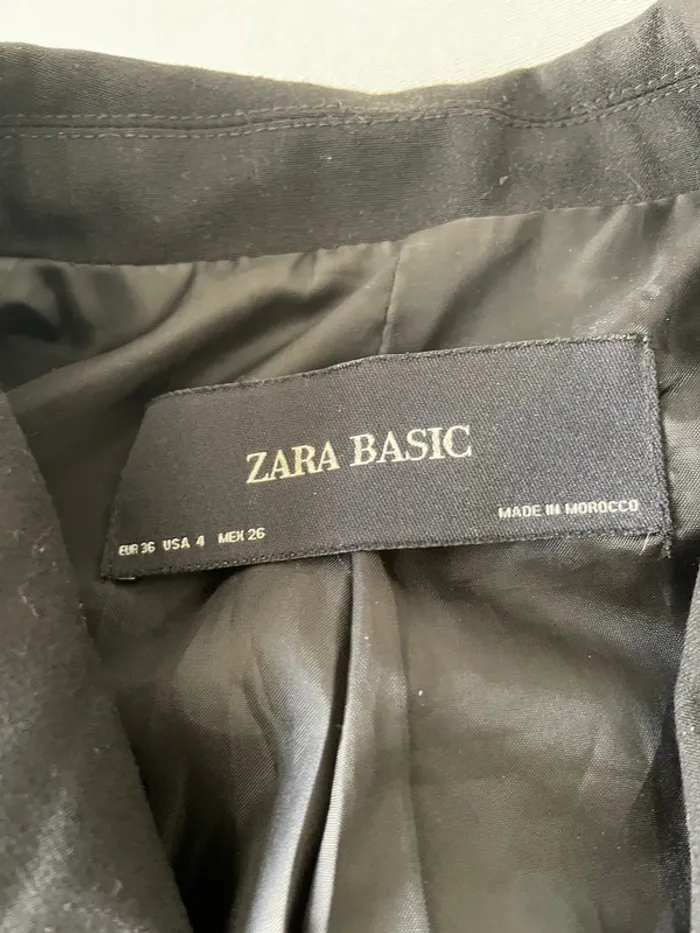 ZARA BASIC
EUR 36 USA 4 MEX 26
MADE IN MOROCCO